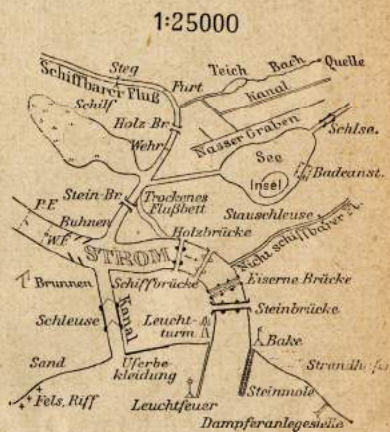 1:25000
Steg
Teich Bach Quelle
Schiffbarer Fluß
Furt
Kanal
Schilf
Holz-Br.
Nasser Graben
Schlse.
Wehr
See
Badeanst.
Insel
Stein-Br.
Trockenes
Flußbett
P.F.
Stauschleuse
Buhnen
Holzbrücke
W.F.
STROM
Nicht schiffbarer Fl.
Brunnen
Schiffbrücke
Eiserne Brücke
Kanal
Steinbrücke
Schleuse
Leucht-
turm
Bake
Sand
Uferbe-
kleidung
Steinmole
Fels, Riff
Leuchtfeuer
Dampferanlegestelle